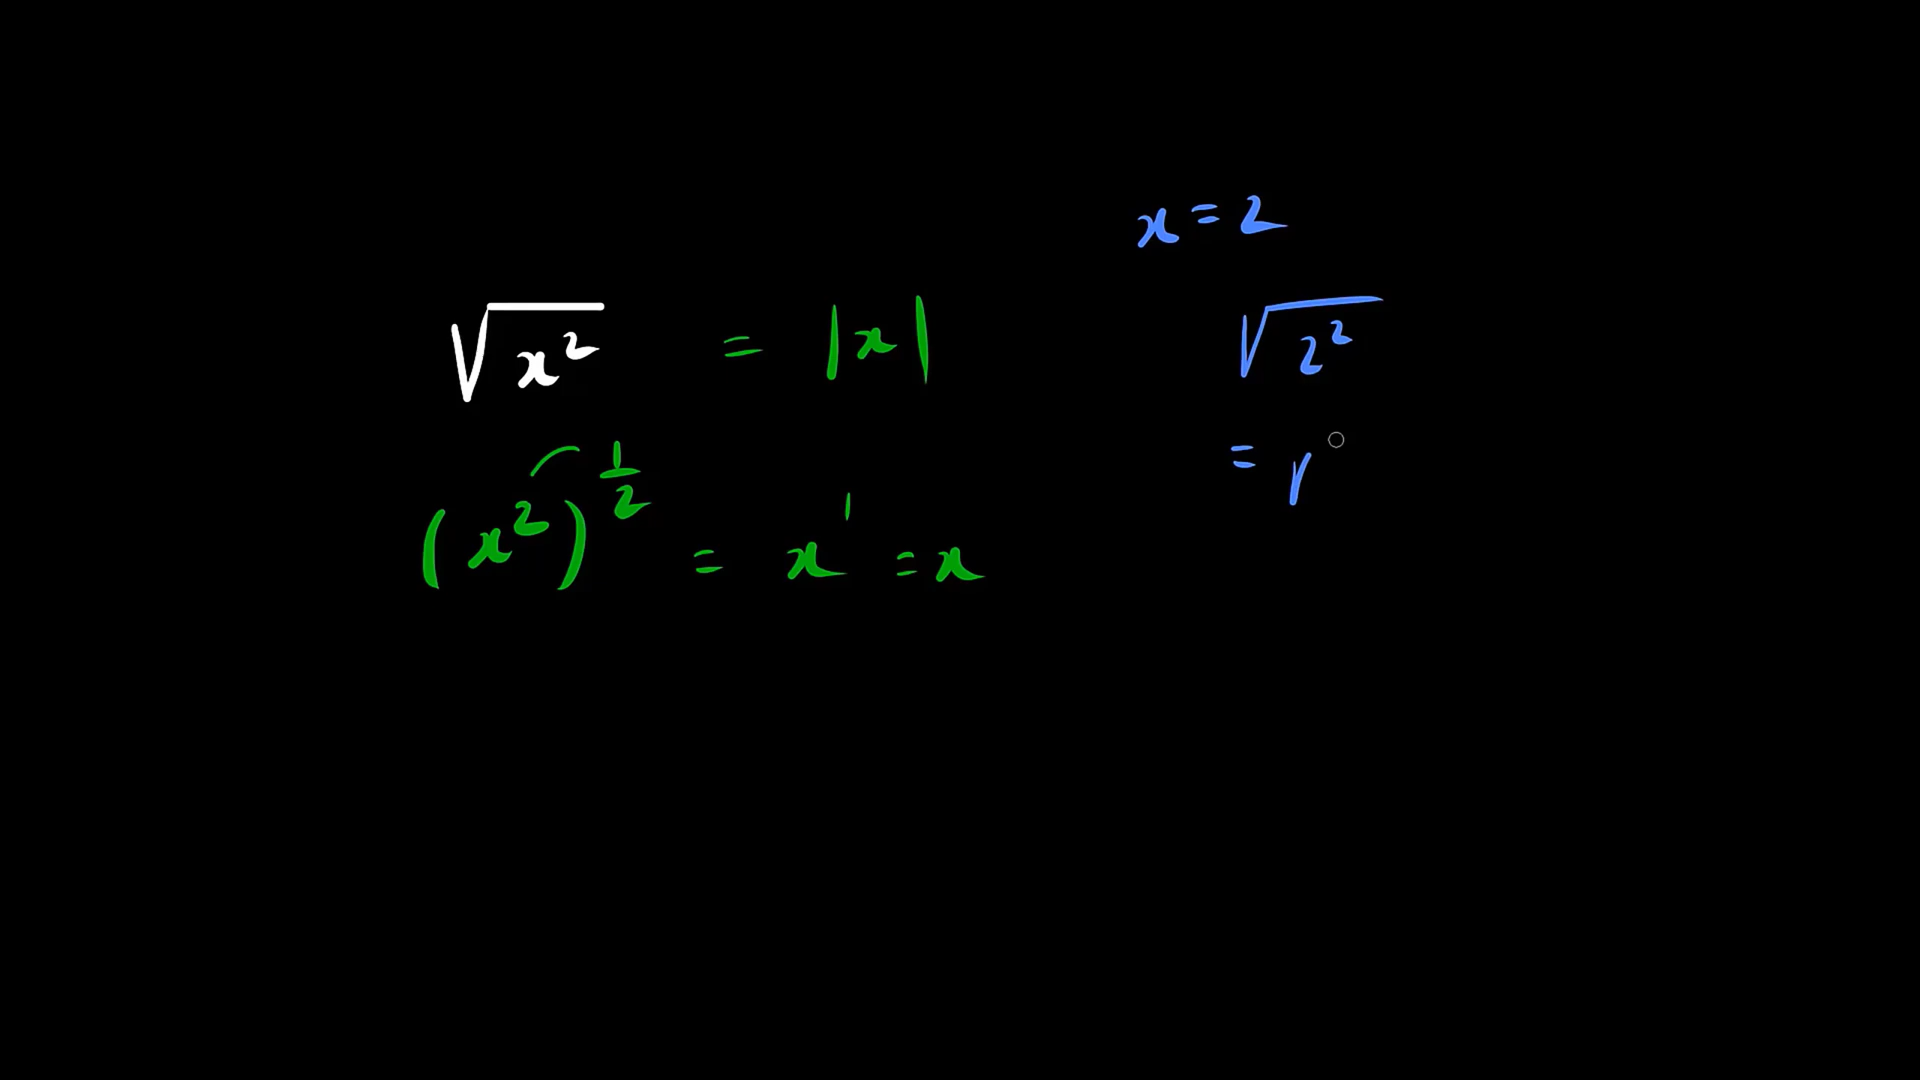 √x² = |x|
(x²)^½ = x¹ = x
x = 2
√2²
=